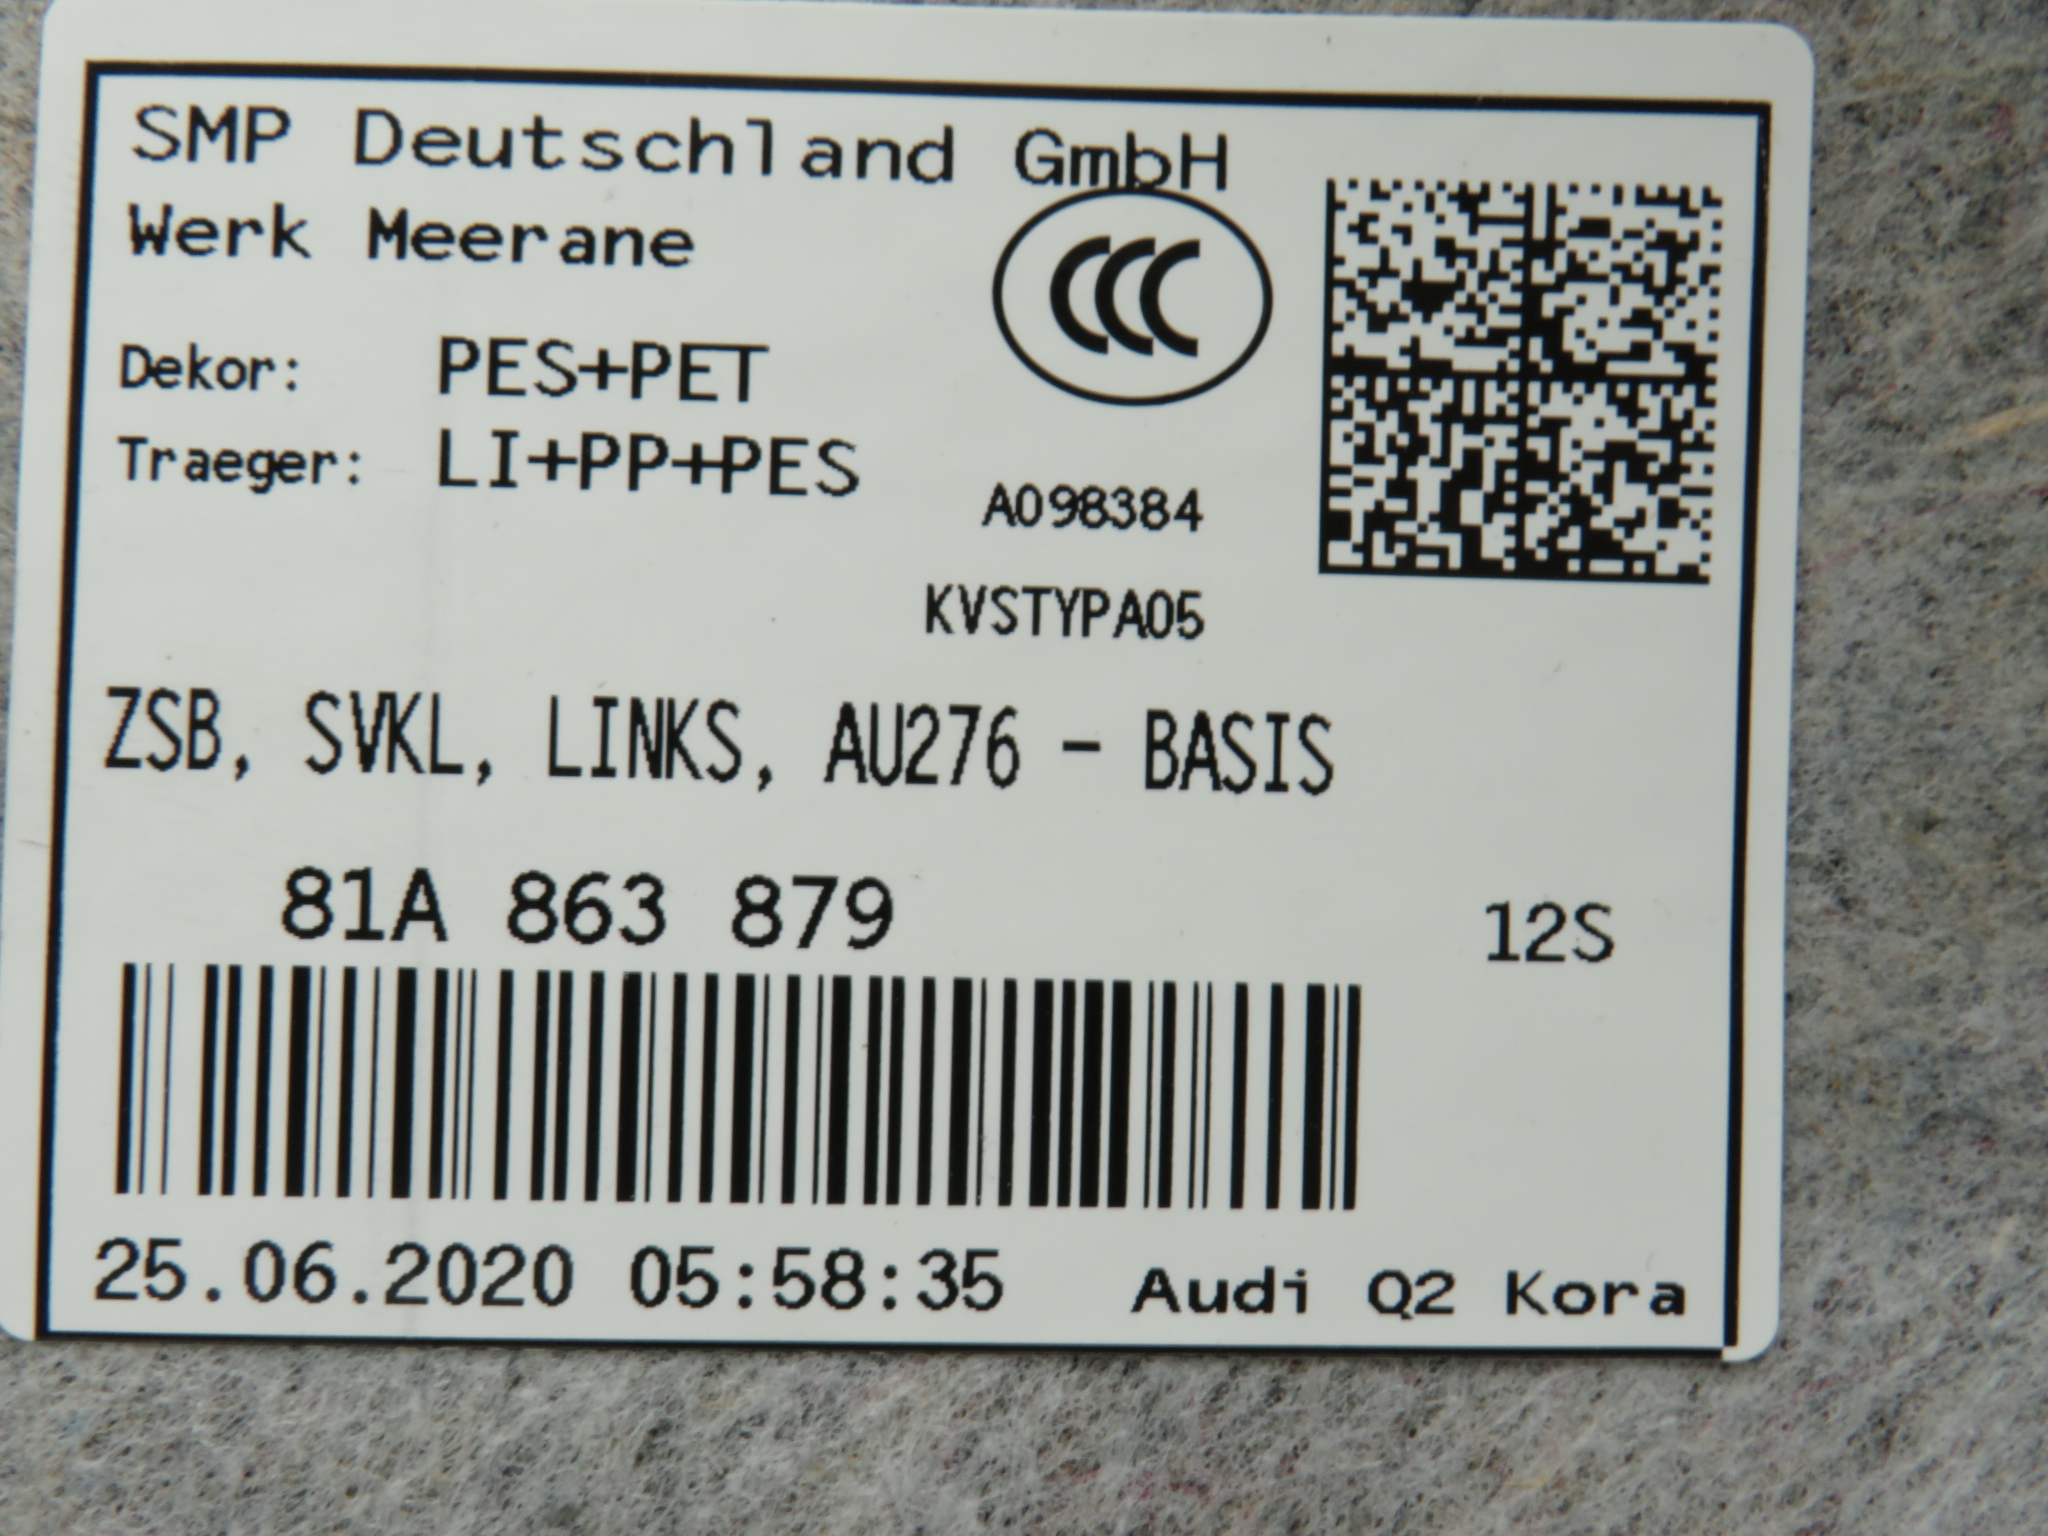 SMP Deutschland GmbH
Werk Meerane
CCC
Dekor: PES+PET
Traeger: LI+PP+PES
A098384
KVSTYPA05
ZSB, SVKL, LINKS, AU276 - BASIS
81A 863 879 12S
25.06.2020 05:58:35 Audi Q2 Kora